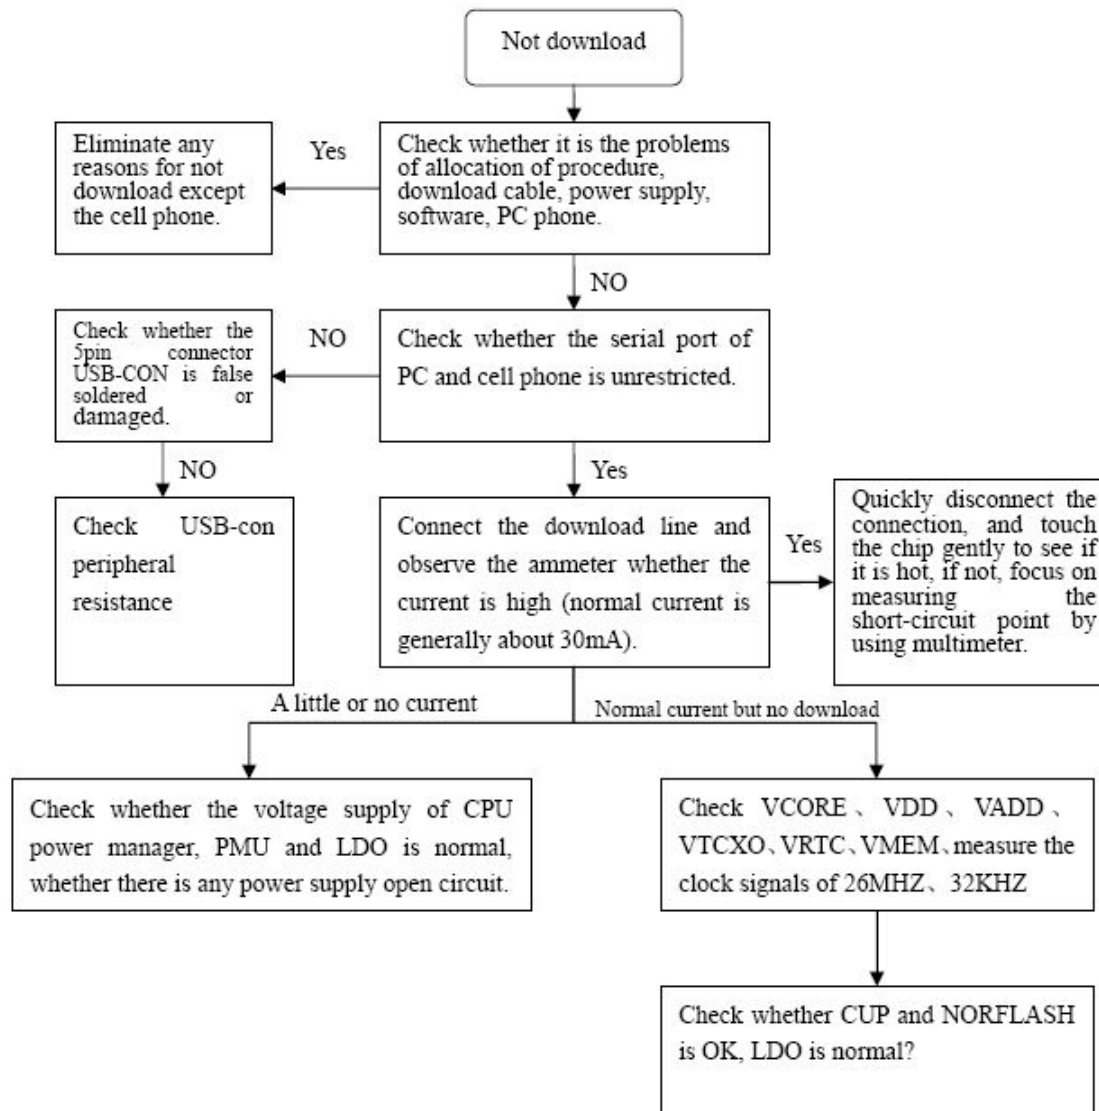 Not download
Eliminate any
reasons for not
download except
the cell phone.
Yes
Check whether it is the problems
of allocation of procedure,
download cable, power supply,
software, PC phone.
NO
Check whether the
5pin connector
USB-CON is false
soldered or
damaged.
NO
Check whether the serial port of
PC and cell phone is unrestricted.
NO
Yes
Check USB-con
peripheral
resistance
Connect the download line and
observe the ammeter whether the
current is high (normal current is
generally about 30mA).
Yes
Quickly disconnect the
connection, and touch
the chip gently to see if
it is hot, if not, focus on
measuring the
short-circuit point by
using multimeter.
A little or no current
Normal current but no download
Check whether the voltage supply of CPU
power manager, PMU and LDO is normal,
whether there is any power supply open circuit.
Check VCORE、VDD、VADD、
VTCXO、VRTC、VMEM、measure the
clock signals of 26MHZ、32KHZ
Check whether CUP and NORFLASH
is OK, LDO is normal?